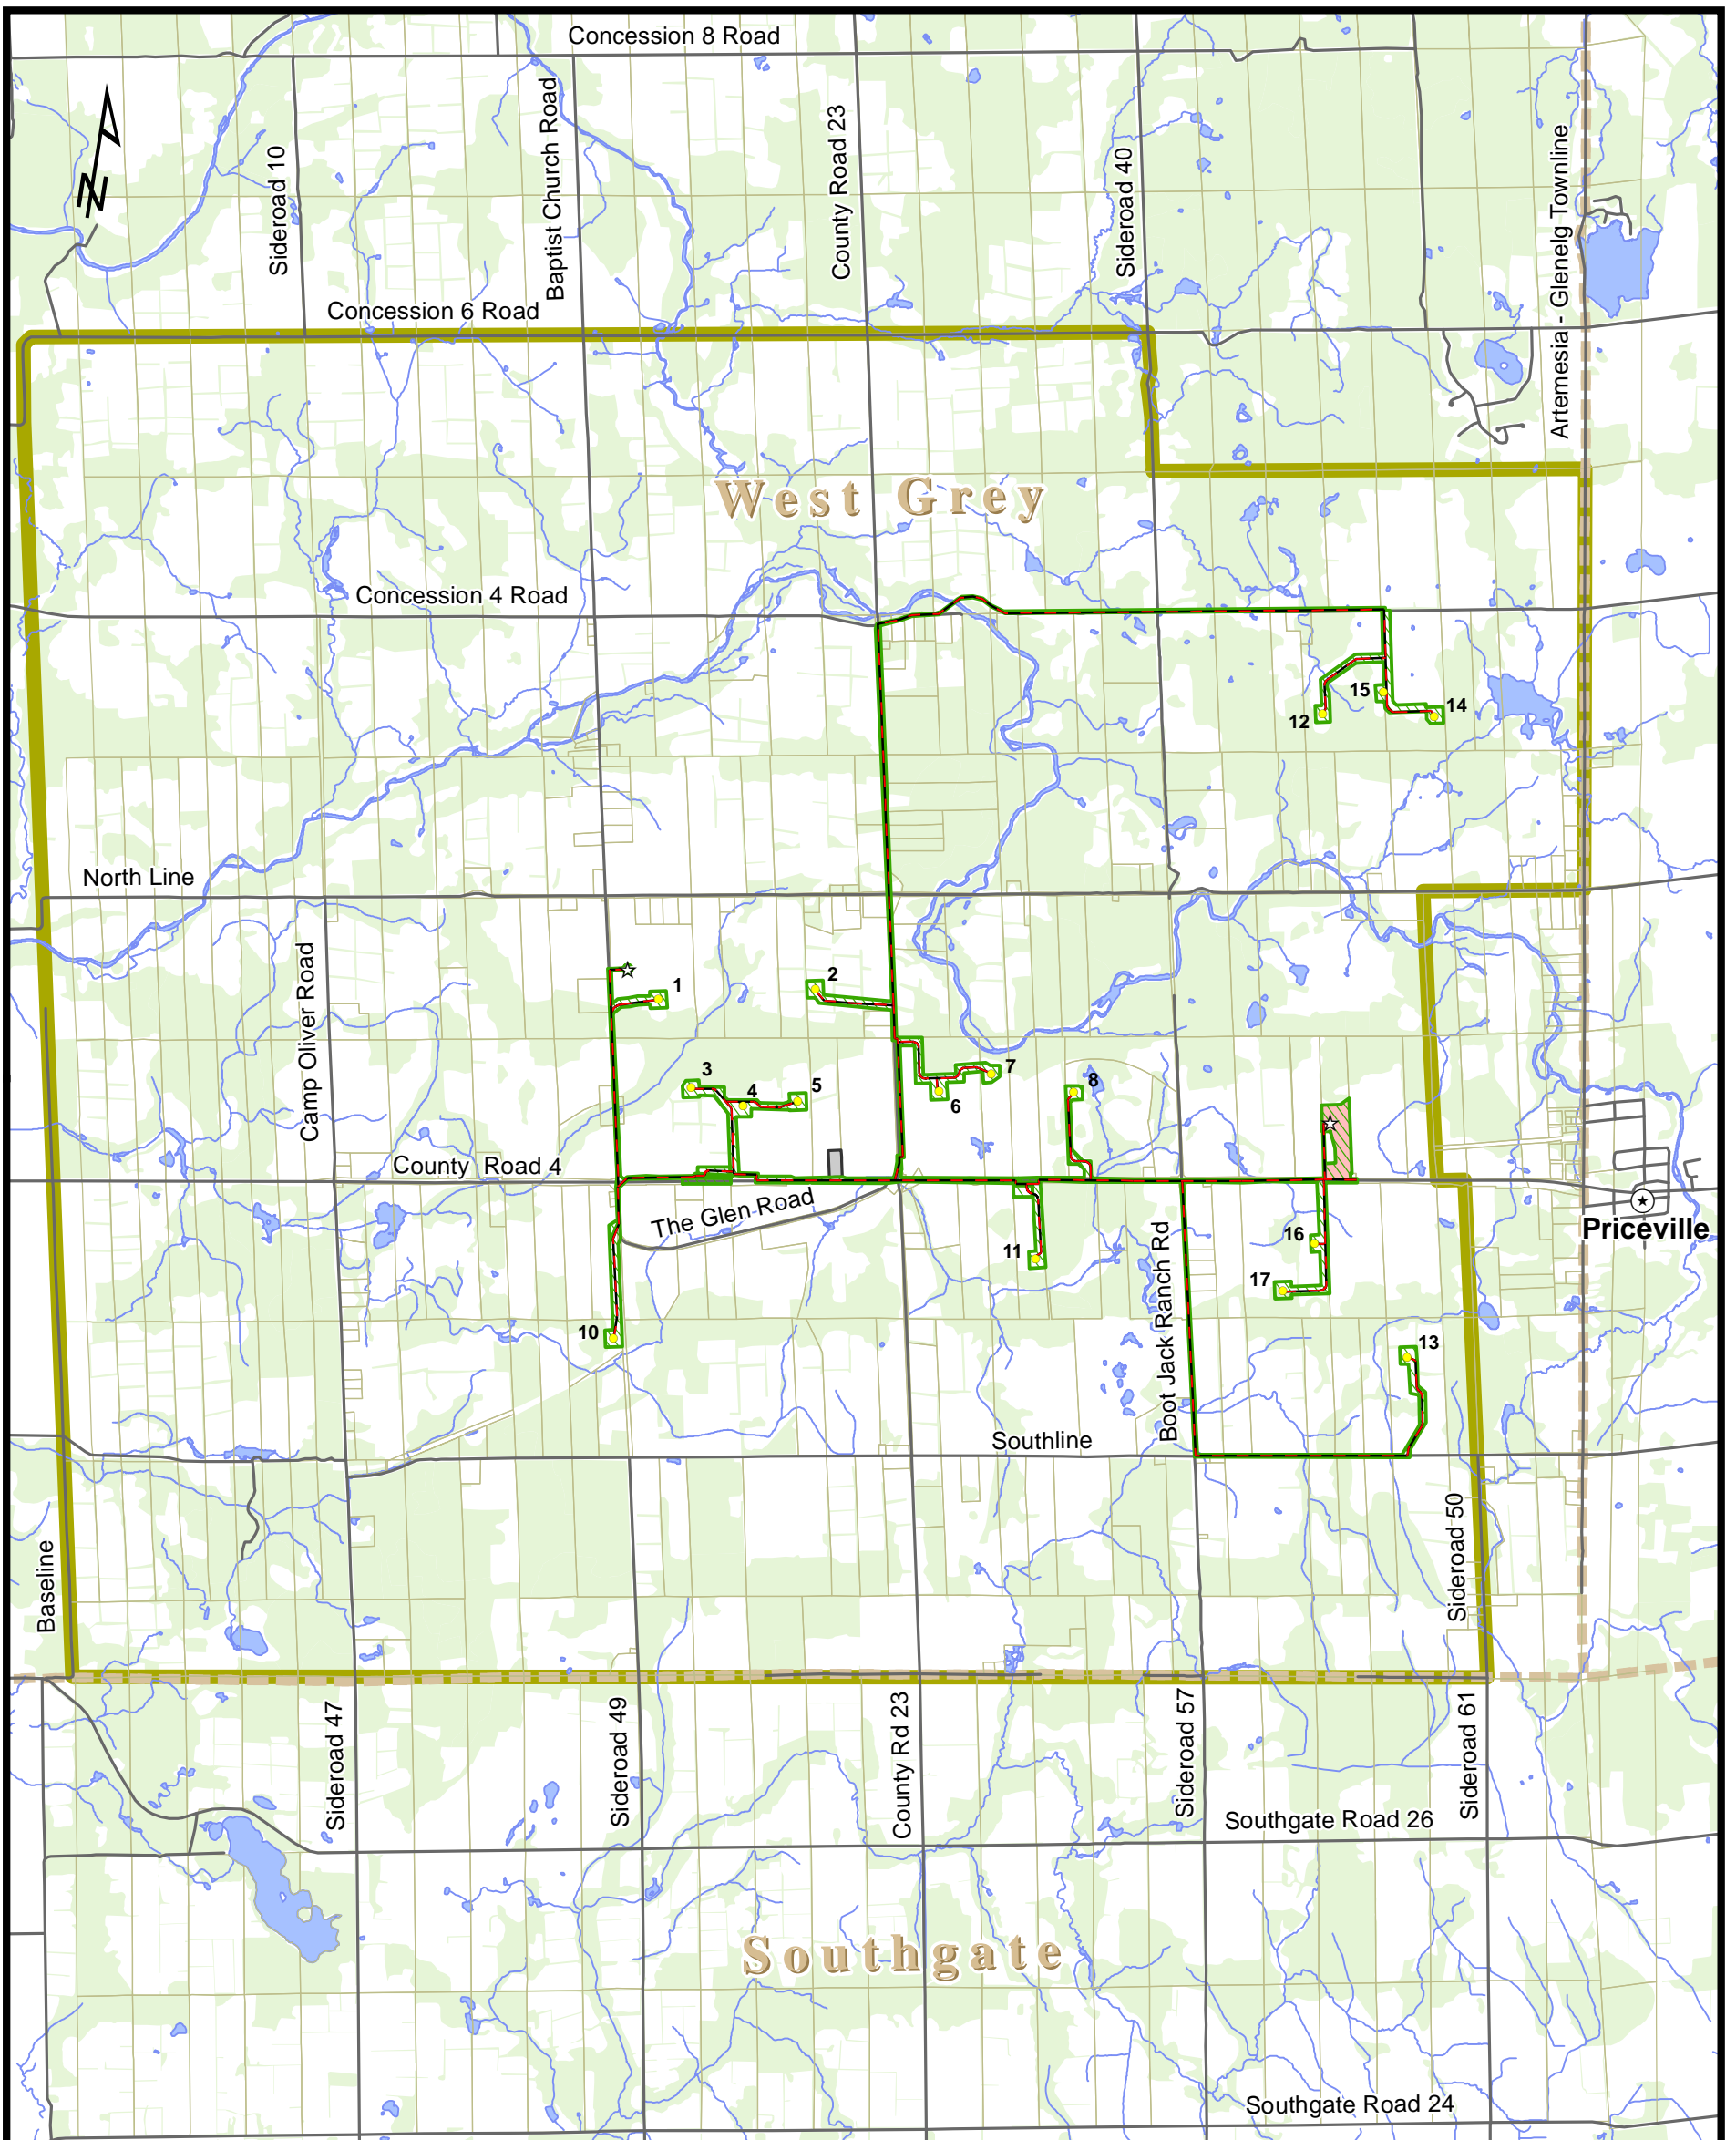 Concession 8 Road
Baptist Church Road
County Road 23
Sideroad 10
Sideroad 40
Artemesia - Glenelg Townline
N
Concession 6 Road
West Grey
Concession 4 Road
15
14
12
North Line
Camp Oliver Road
1
2
3
4
5
6
7
8
County  Road 4
The Glen Road
Priceville
11
16
17
10
13
Boot Jack Ranch Rd
Southline
Sideroad 50
Baseline
Sideroad 47
Sideroad 49
County Rd 23
Sideroad 57
Sideroad 61
Southgate Road 26
Southgate
Southgate Road 24